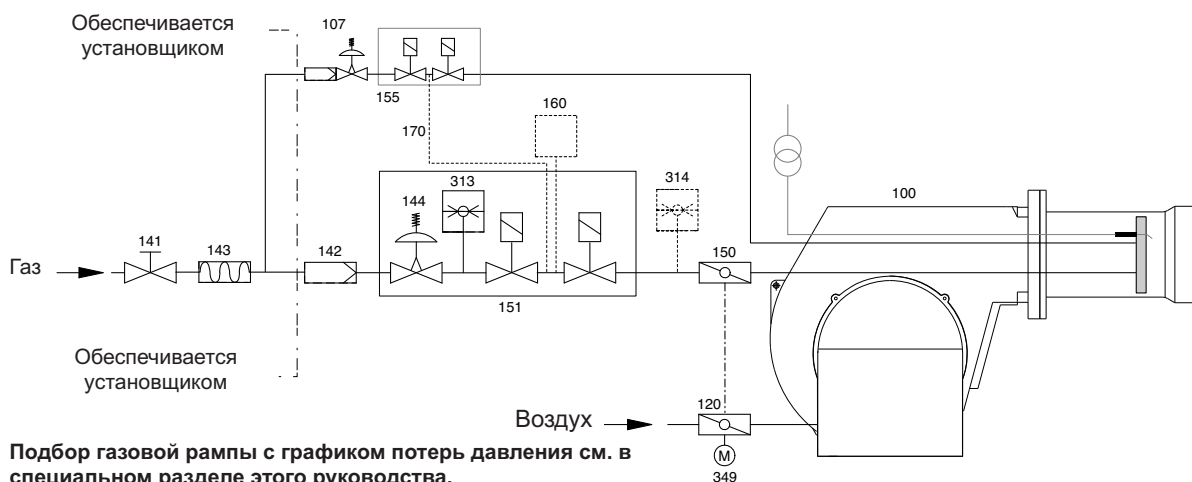 Обеспечивается
установщиком
107
155
160
170
313
314
100
144
141
143
142
150
Газ
151
Обеспечивается
установщиком
120
Воздух
M
349
Подбор газовой рампы с графиком потерь давления см. в
специальном разделе этого руководства.